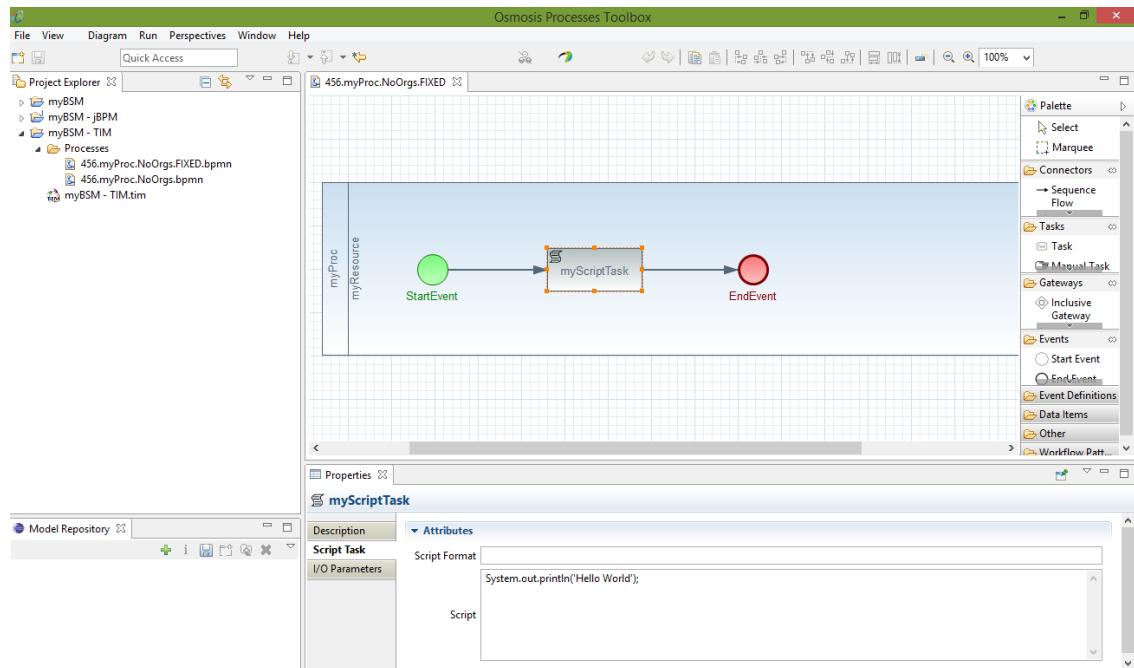 Osmosis Processes Toolbox
File View Diagram Run Perspectives Window Help
Quick Access
100%
Project Explorer
myBSM
myBSM - jBPM
myBSM - TIM
Processes
456.myProc.NoOrgs.FIXED.bpmn
456.myProc.NoOrgs.bpmn
myBSM - TIM.tim
456.myProc.NoOrgs.FIXED
myProc
myResource
StartEvent
myScriptTask
EndEvent
Palette
Select
Marquee
Connectors
Sequence
Flow
Tasks
Task
Manual Task
Gateways
Inclusive
Gateway
Events
Start Event
End Event
Event Definitions
Data Items
Other
Workflow Patt...
Model Repository
Properties
myScriptTask
Description
Script Task
I/O Parameters
Attributes
Script Format
Script
System.out.println('Hello World');